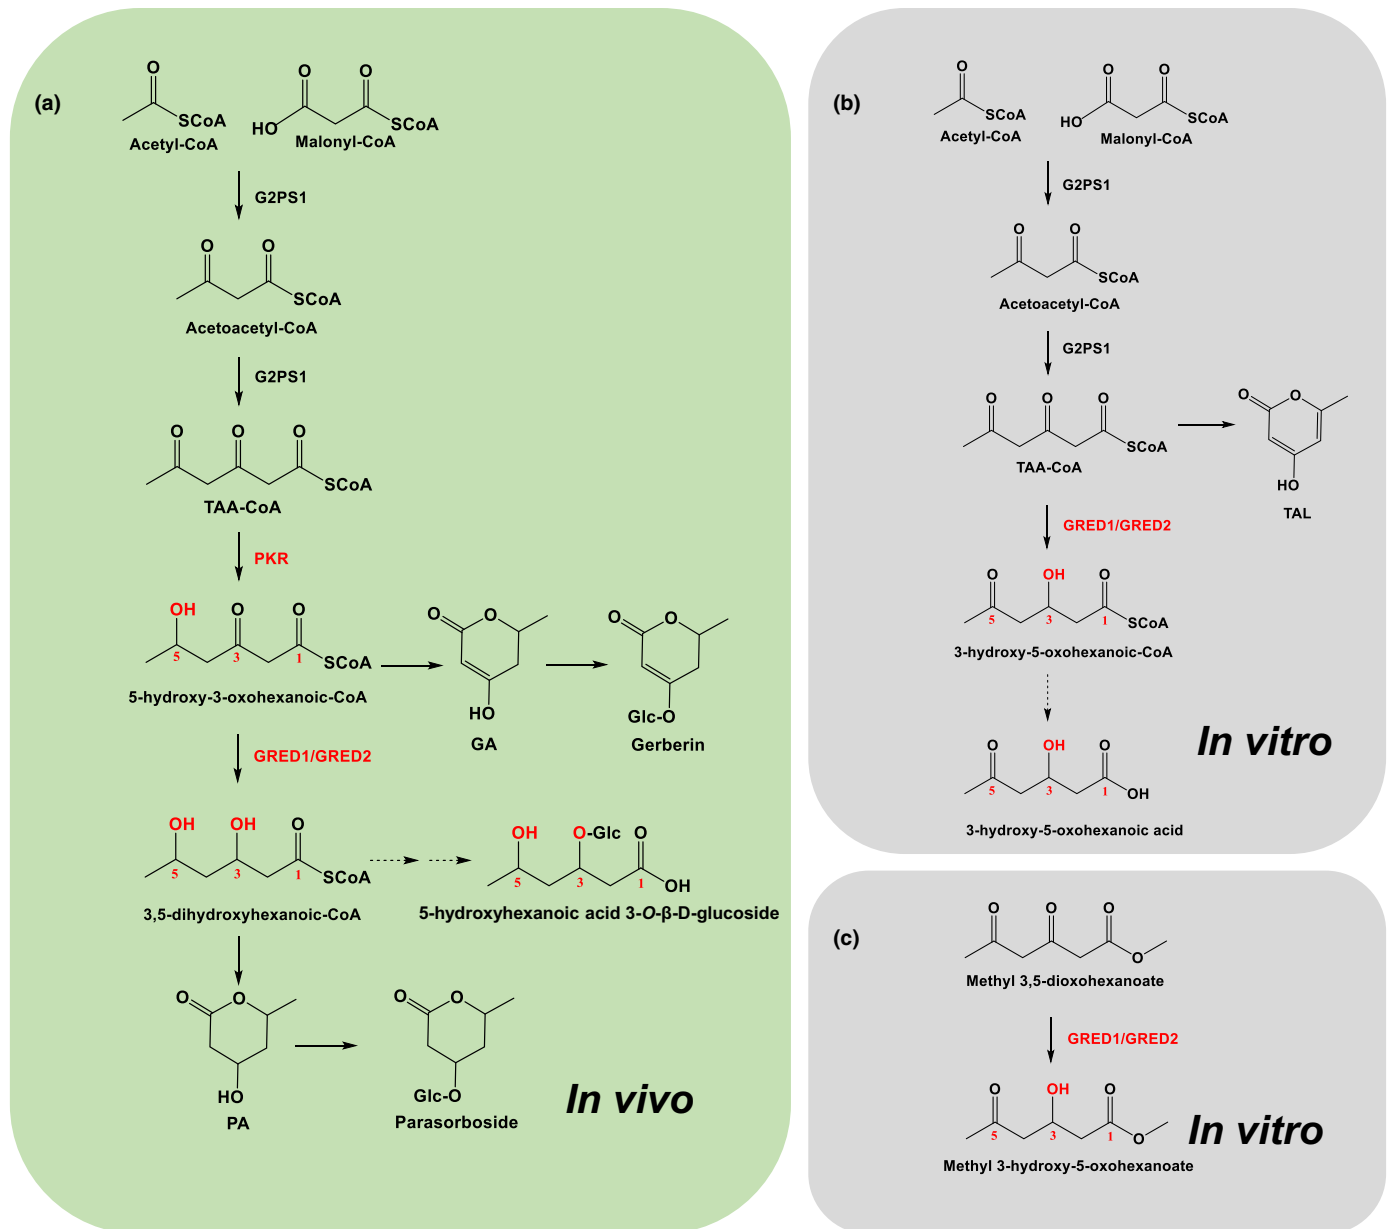 (a)
O
O
O
SCoA
HO
SCoA
Acetyl-CoA
Malonyl-CoA
G2PS1
O
O
SCoA
Acetoacetyl-CoA
G2PS1
O
O
O
SCoA
TAA-CoA
PKR
OH
O
O
5
3
1
SCoA
5-hydroxy-3-oxohexanoic-CoA
O
O
HO
GA
O
O
Glc-O
Gerberin
GRED1/GRED2
OH
OH
O
5
3
1
SCoA
3,5-dihydroxyhexanoic-CoA
OH
O-Glc
O
5
3
1
OH
5-hydroxyhexanoic acid 3-O-β-D-glucoside
O
O
HO
PA
O
O
Glc-O
Parasorboside
In vivo
(b)
O
O
O
SCoA
HO
SCoA
Acetyl-CoA
Malonyl-CoA
G2PS1
O
O
SCoA
Acetoacetyl-CoA
G2PS1
O
O
O
SCoA
TAA-CoA
O
O
HO
TAL
GRED1/GRED2
O
OH
O
5
3
1
SCoA
3-hydroxy-5-oxohexanoic-CoA
O
OH
O
5
3
1
OH
3-hydroxy-5-oxohexanoic acid
In vitro
(c)
O
O
O
O
Methyl 3,5-dioxohexanoate
GRED1/GRED2
O
OH
O
5
3
1
O
Methyl 3-hydroxy-5-oxohexanoate
In vitro